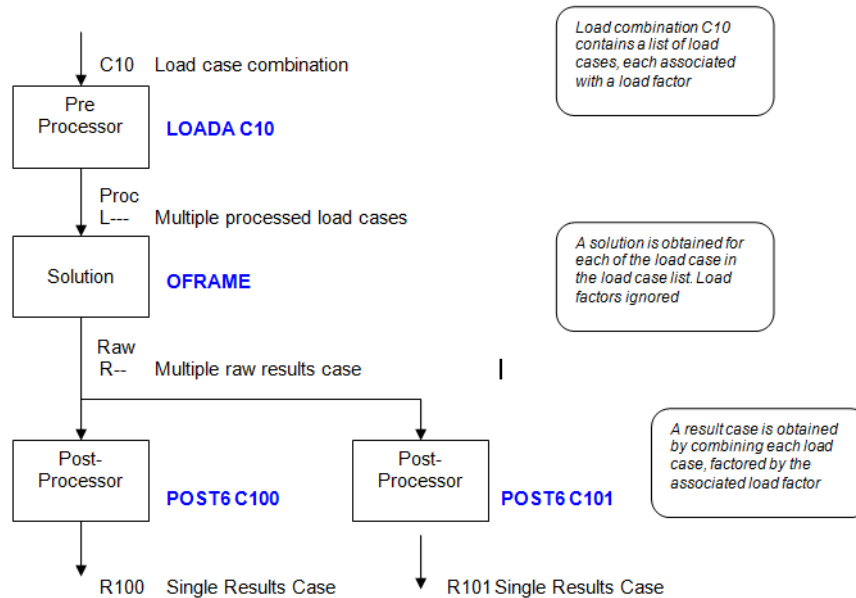 Load combination C10
contains a list of load
cases, each associated
with a load factor
C10 Load case combination
Pre
Processor
LOADA C10
Proc
L--- Multiple processed load cases
A solution is obtained for
each of the load case in
the load case list. Load
factors ignored
Solution
OFRAME
Raw
R-- Multiple raw results case
A result case is obtained
by combining each load
case, factored by the
associated load factor
Post-
Processor
POST6 C100
Post-
Processor
POST6 C101
R100 Single Results Case
R101 Single Results Case